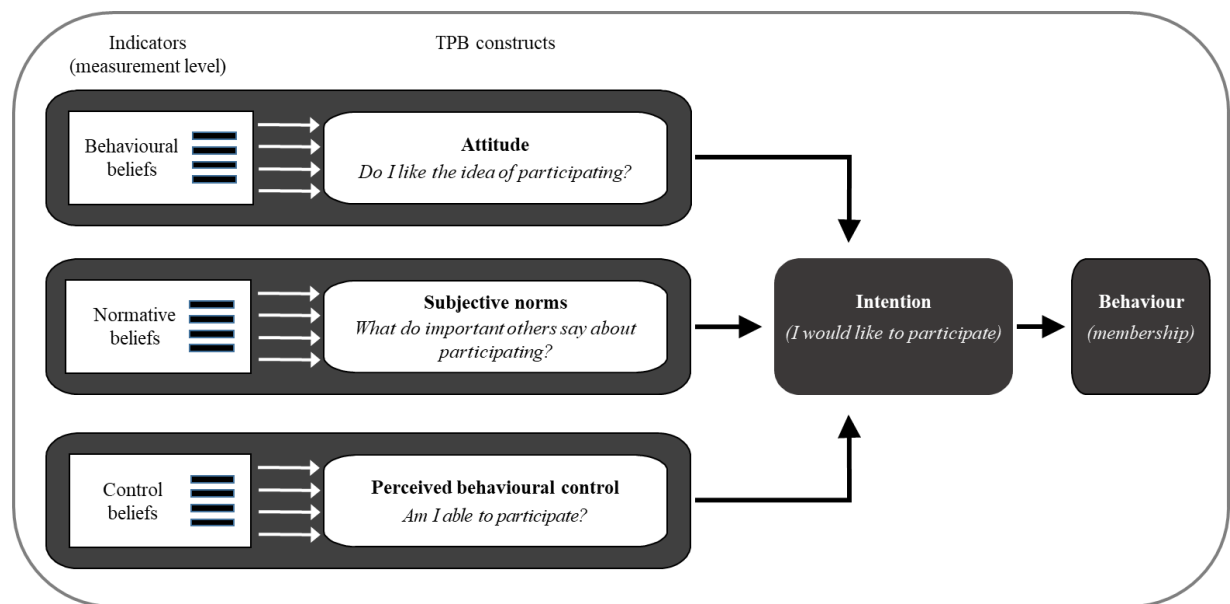 Indicators
(measurement level)
TPB constructs
Behavioural
beliefs
Attitude
Do I like the idea of participating?
Normative
beliefs
Subjective norms
What do important others say about
participating?
Control
beliefs
Perceived behavioural control
Am I able to participate?
Intention
(I would like to participate)
Behaviour
(membership)